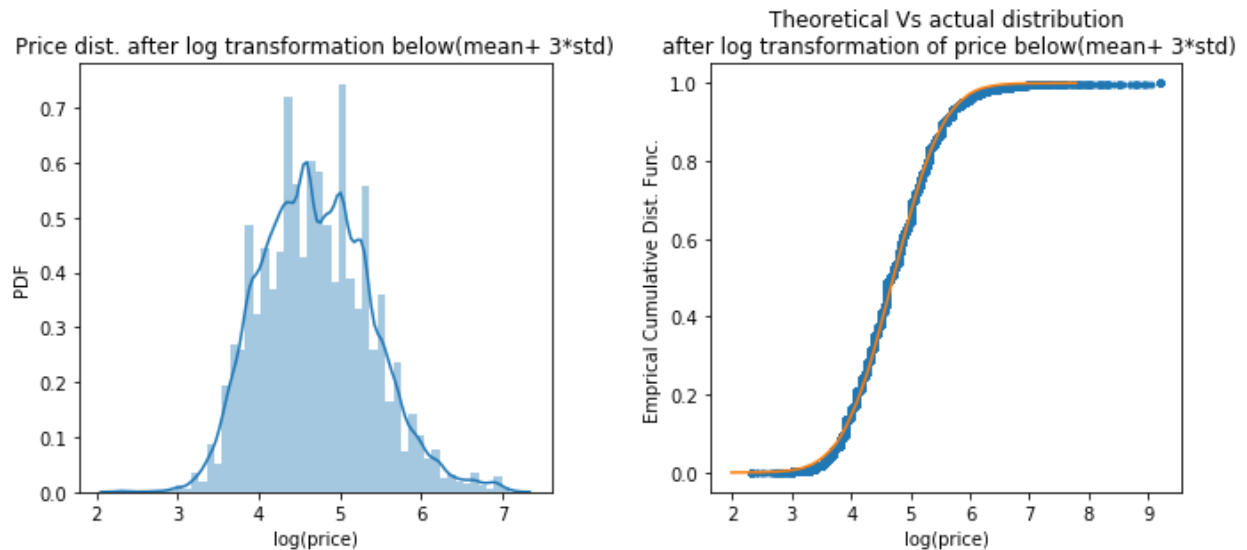 Price dist. after log transformation below(mean+ 3*std)
PDF
0.7
0.6
0.5
0.4
0.3
0.2
0.1
0.0
2 3 4 5 6 7
log(price)
Theoretical Vs actual distribution
after log transformation of price below(mean+ 3*std)
Emprical Cumulative Dist. Func.
1.0
0.8
0.6
0.4
0.2
0.0
2 3 4 5 6 7 8 9
log(price)